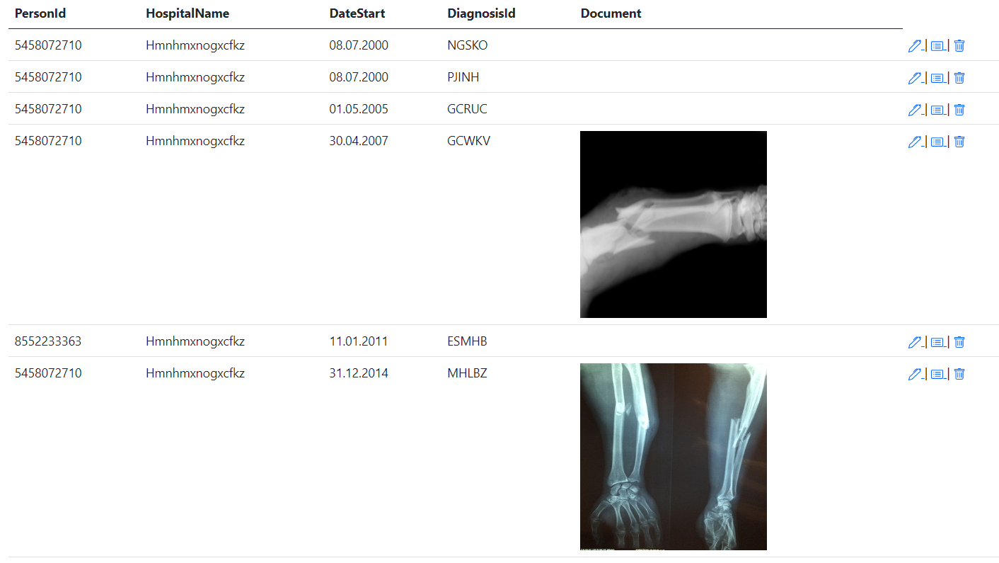 PersonId HospitalName DateStart DiagnosisId Document
5458072710 Hmnhmxnogxcfkz 08.07.2000 NGSKO | |
5458072710 Hmnhmxnogxcfkz 08.07.2000 PJINH | |
5458072710 Hmnhmxnogxcfkz 01.05.2005 GCRUC | |
5458072710 Hmnhmxnogxcfkz 30.04.2007 GCWKV | |
8552233363 Hmnhmxnogxcfkz 11.01.2011 ESMHB | |
5458072710 Hmnhmxnogxcfkz 31.12.2014 MHLBZ | |